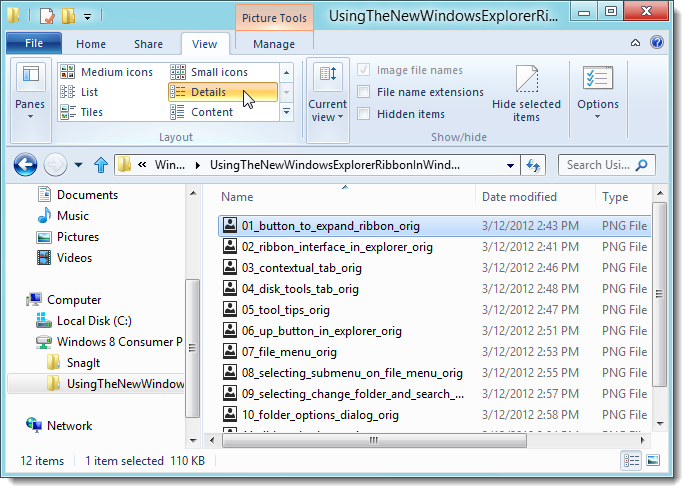 Picture Tools
UsingTheNewWindowsExplorerRi...
File Home Share View Manage
Medium icons Small icons
List Details
Tiles Content
Panes
Layout
Current view
Image file names
File name extensions
Hidden items
Hide selected items
Show/hide
Options
« Win... UsingTheNewWindowsExplorerRibbonInWind...
Search Usi...
Documents
Music
Pictures
Videos
Computer
Local Disk (C:)
Windows 8 Consumer P
SnagIt
UsingTheNewWindow
Network
Name Date modified Type
01_button_to_expand_ribbon_orig 3/12/2012 2:43 PM PNG File
02_ribbon_interface_in_explorer_orig 3/12/2012 2:45 PM PNG File
03_contextual_tab_orig 3/12/2012 2:46 PM PNG File
04_disk_tools_tab_orig 3/12/2012 2:48 PM PNG File
05_tool_tips_orig 3/12/2012 2:47 PM PNG File
06_up_button_in_explorer_orig 3/12/2012 2:51 PM PNG File
07_file_menu_orig 3/12/2012 2:53 PM PNG File
08_selecting_submenu_on_file_menu_orig 3/12/2012 2:55 PM PNG File
09_selecting_change_folder_and_search_... 3/12/2012 2:57 PM PNG File
10_folder_options_dialog_orig 3/12/2012 2:58 PM PNG File
12 items 1 item selected 110 KB